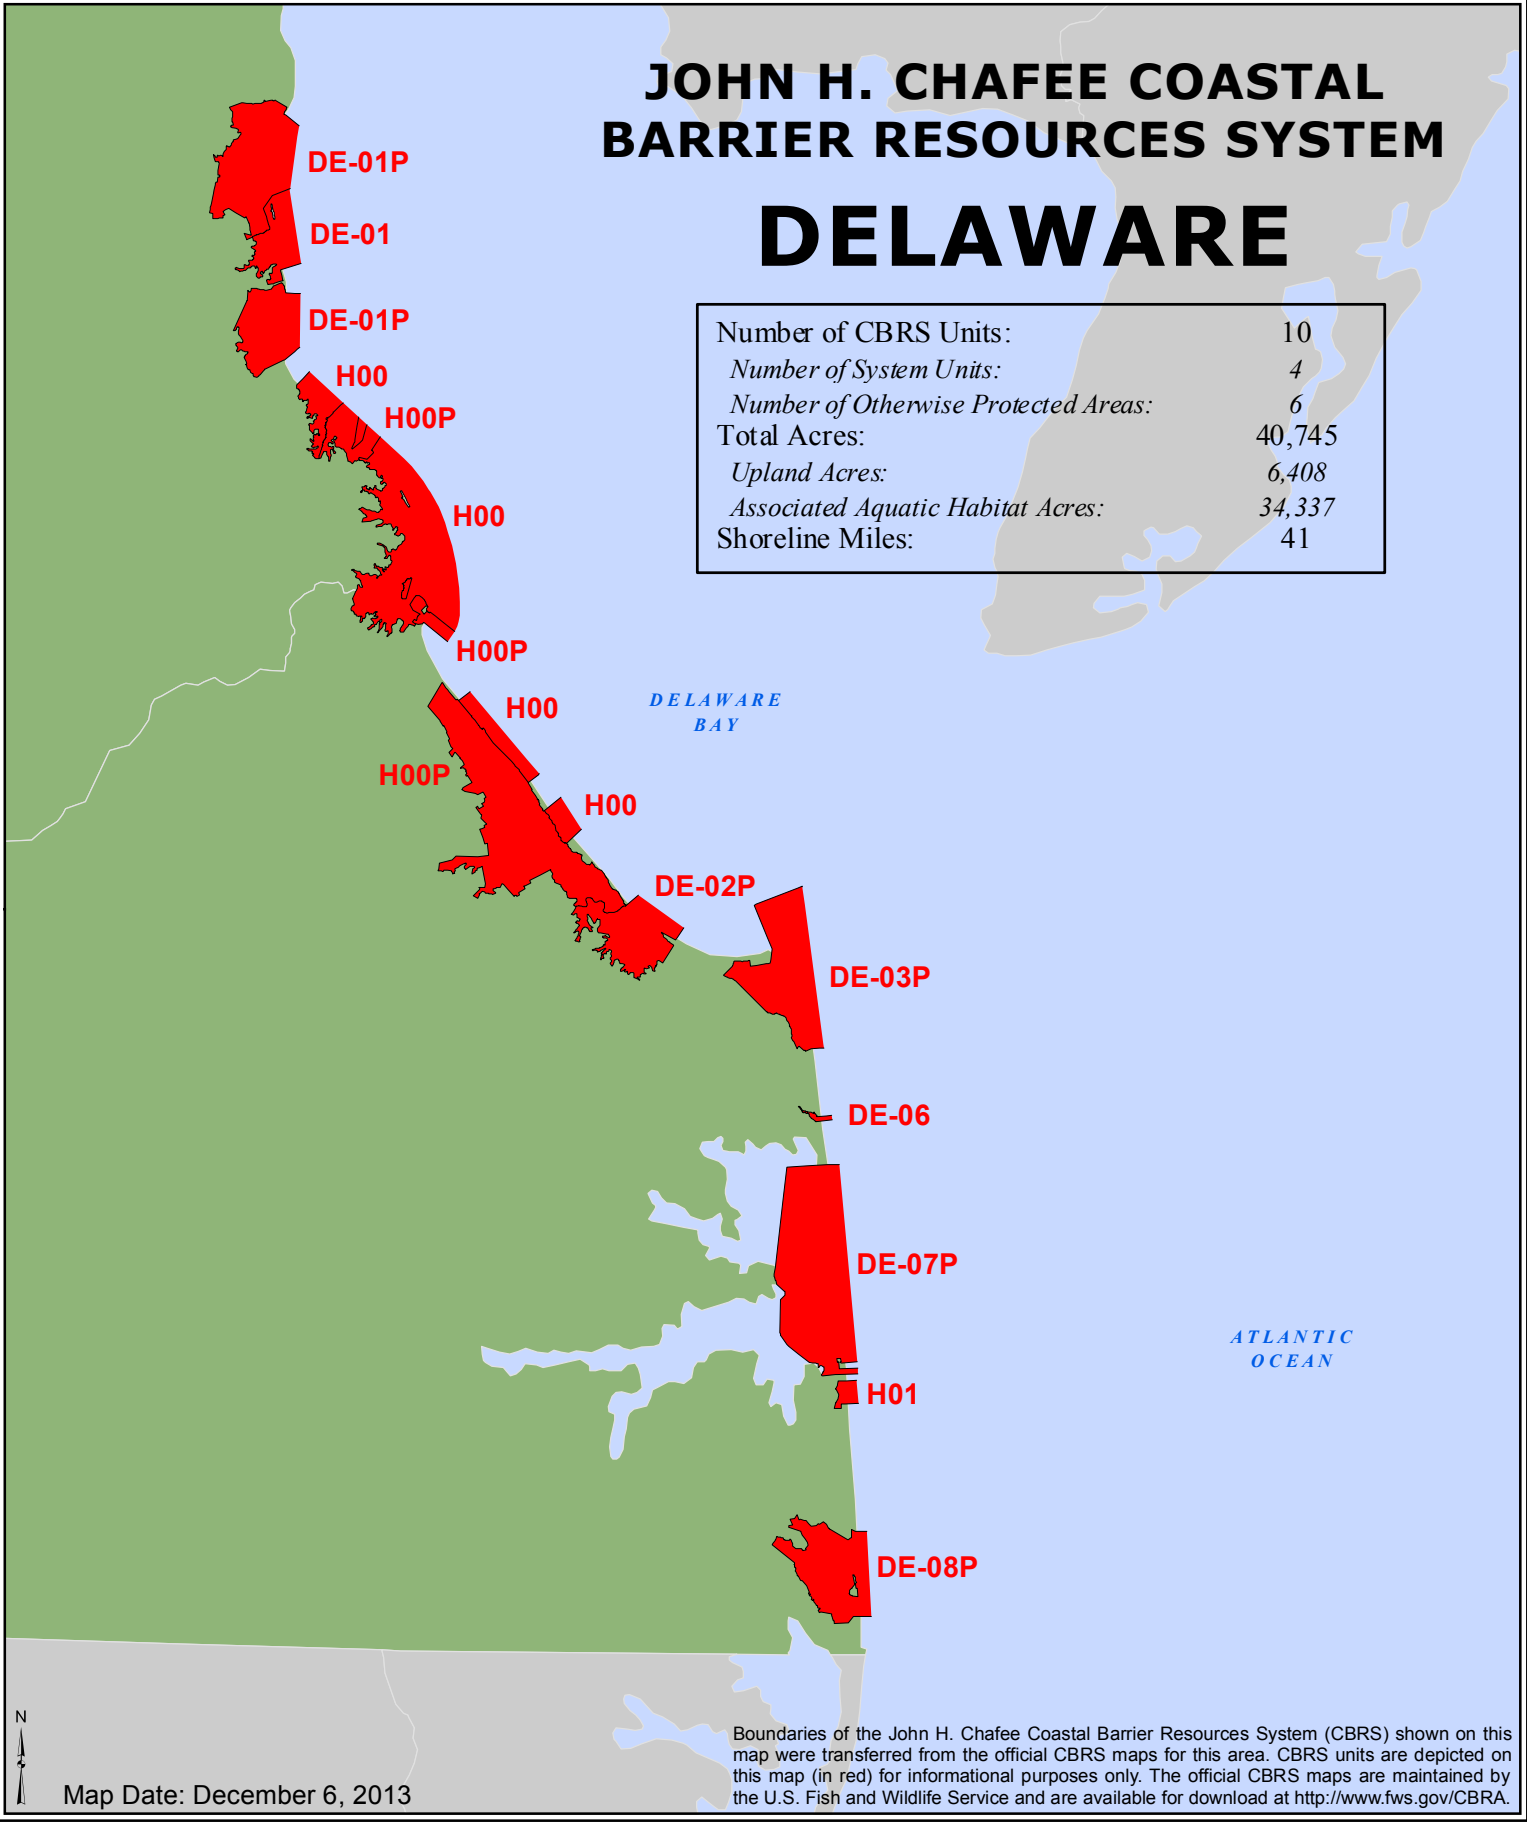 JOHN H. CHAFEE COASTAL
BARRIER RESOURCES SYSTEM
DELAWARE
Number of CBRS Units: 10
Number of System Units: 4
Number of Otherwise Protected Areas: 6
Total Acres: 40,745
Upland Acres: 6,408
Associated Aquatic Habitat Acres: 34,337
Shoreline Miles: 41
DE-01P
DE-01
DE-01P
H00
H00P
H00
H00P
DELAWARE
BAY
H00
H00P
H00
DE-02P
DE-03P
DE-06
DE-07P
ATLANTIC
OCEAN
H01
DE-08P
N
Map Date: December 6, 2013
Boundaries of the John H. Chafee Coastal Barrier Resources System (CBRS) shown on this
map were transferred from the official CBRS maps for this area. CBRS units are depicted on
this map (in red) for informational purposes only. The official CBRS maps are maintained by
the U.S. Fish and Wildlife Service and are available for download at http://www.fws.gov/CBRA.